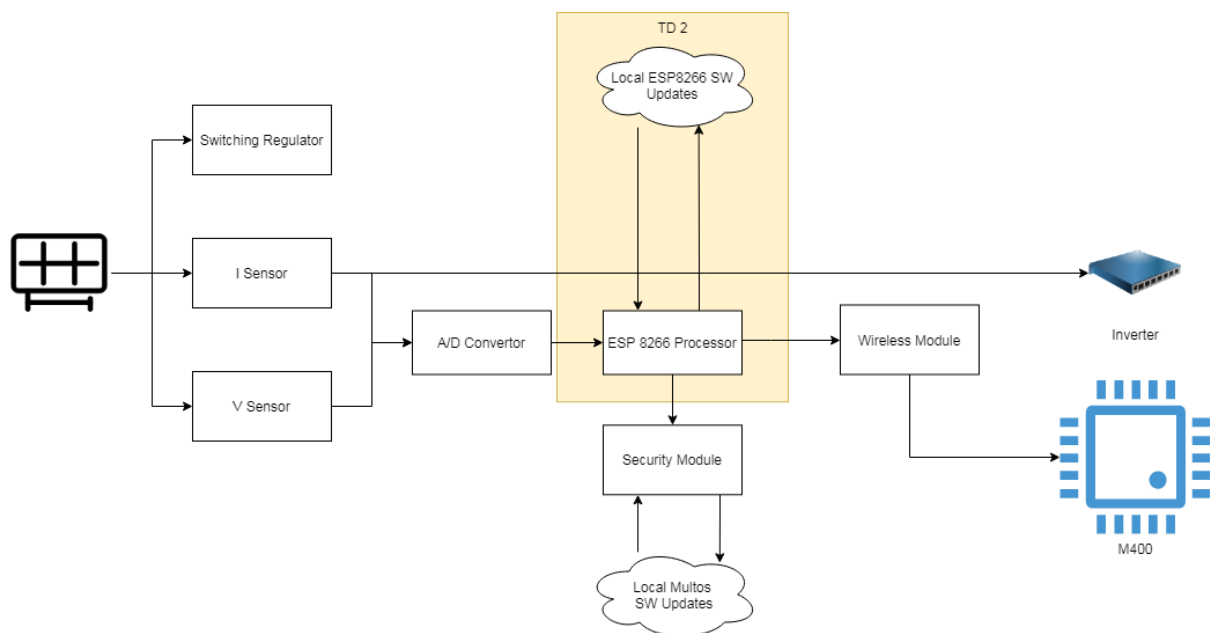 TD 2
Local ESP8266 SW
Updates
Switching Regulator
I Sensor
A/D Convertor
ESP 8266 Processor
Wireless Module
Inverter
V Sensor
Security Module
M400
Local Multos
SW Updates